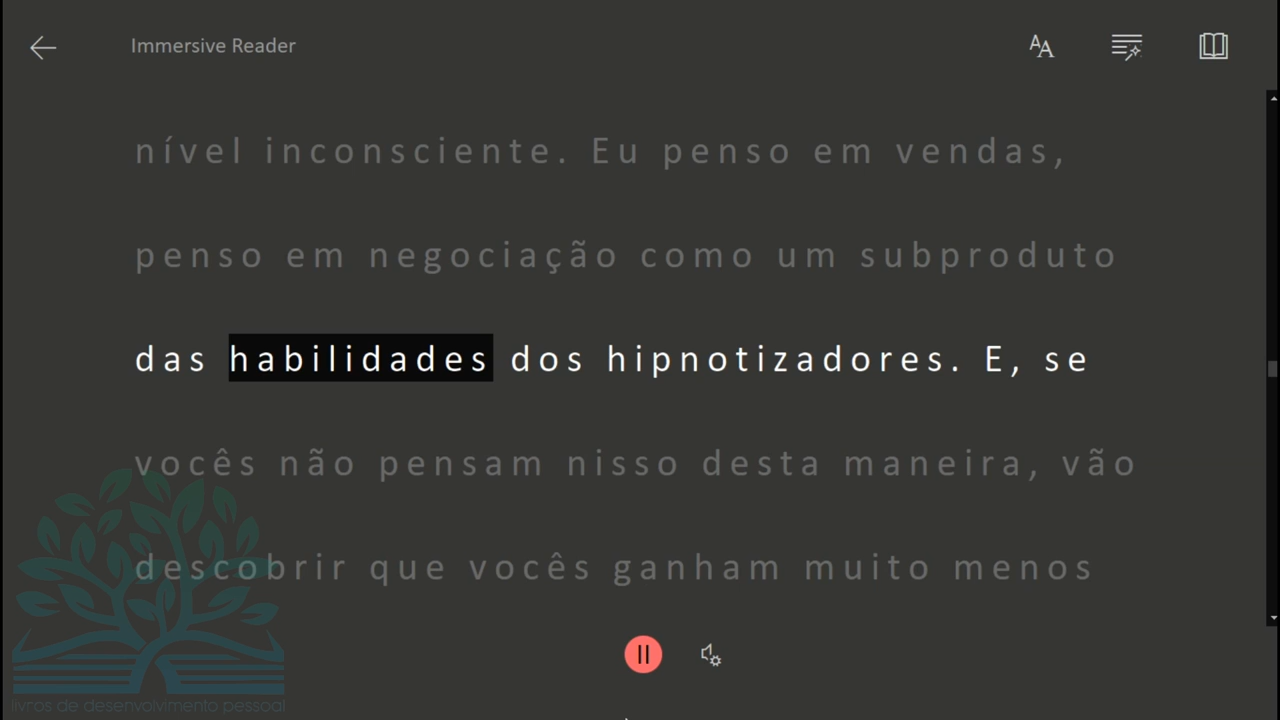 Immersive Reader
nível inconsciente. Eu penso em vendas,
penso em negociação como um subproduto
das habilidades dos hipnotizadores. E, se
vocês não pensam nisso desta maneira, vão
descobrir que vocês ganham muito menos
livros de desenvolvimento pessoal